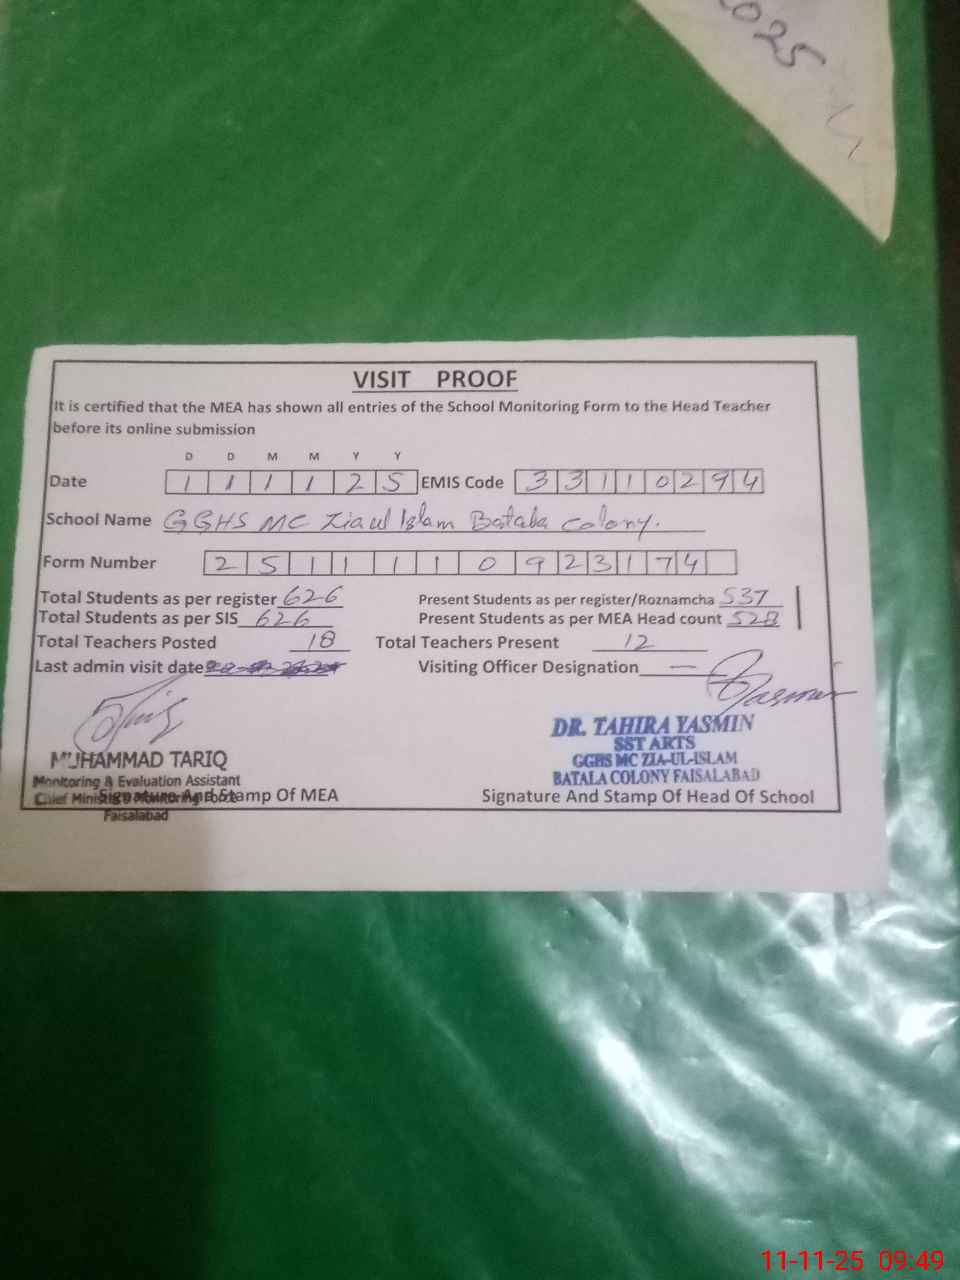 2025
VISIT PROOF
It is certified that the MEA has shown all entries of the School Monitoring Form to the Head Teacher
before its online submission
D D M M Y Y
Date 1 1 1 1 2 5 EMIS Code 3 3 1 1 0 2 9 4
School Name GGHS MC Zia ul Islam Batala Colony.
Form Number 2 5 1 1 1 1 0 9 2 3 1 7 4
Total Students as per register 626 Present Students as per register/Roznamcha 537
Total Students as per SIS 626 Present Students as per MEA Head count 528
Total Teachers Posted 18 Total Teachers Present 12
Last admin visit date Visiting Officer Designation —
Yasmin
MUHAMMAD TARIQ
Monitoring & Evaluation Assistant
Chief Minister's Monitoring Force
Faisalabad
Signature And Stamp Of MEA
DR. TAHIRA YASMIN
SST ARTS
GGHS MC ZIA-UL-ISLAM
BATALA COLONY FAISALABAD
Signature And Stamp Of Head Of School
11-11-25 09:49